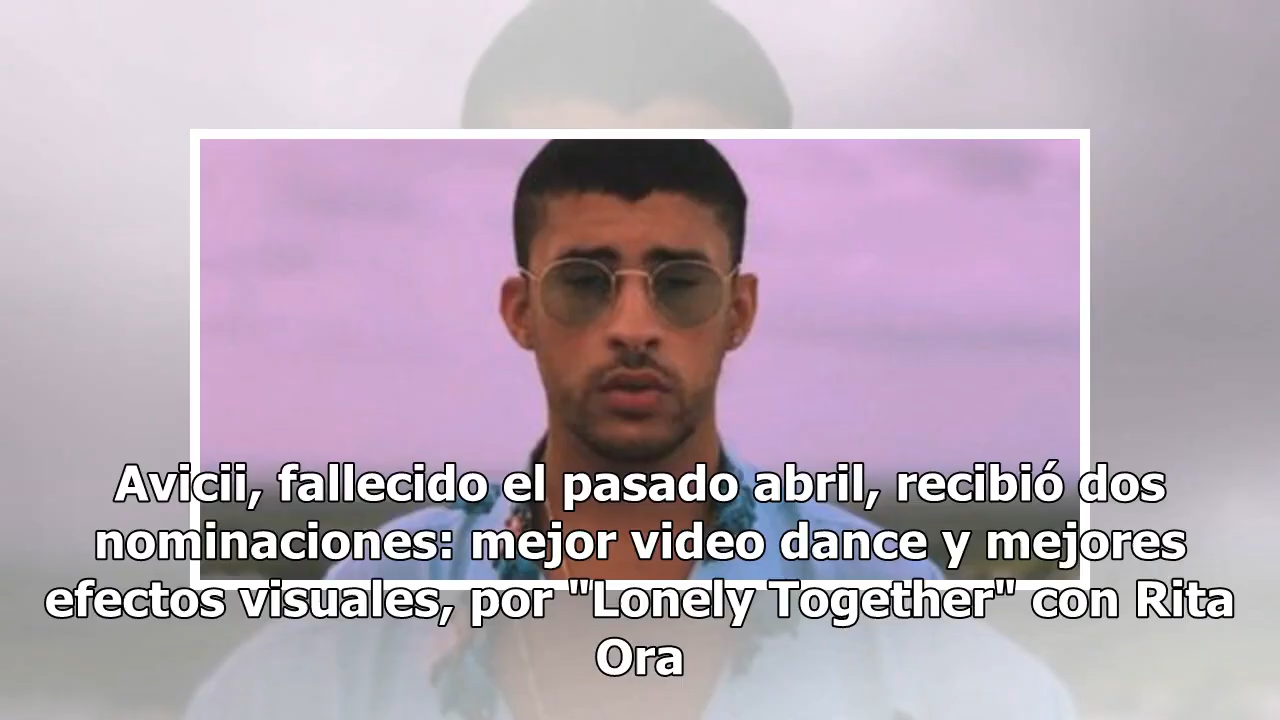 Avicii, fallecido el pasado abril, recibió dos
nominaciones: mejor video dance y mejores
efectos visuales, por "Lonely Together" con Rita
Ora